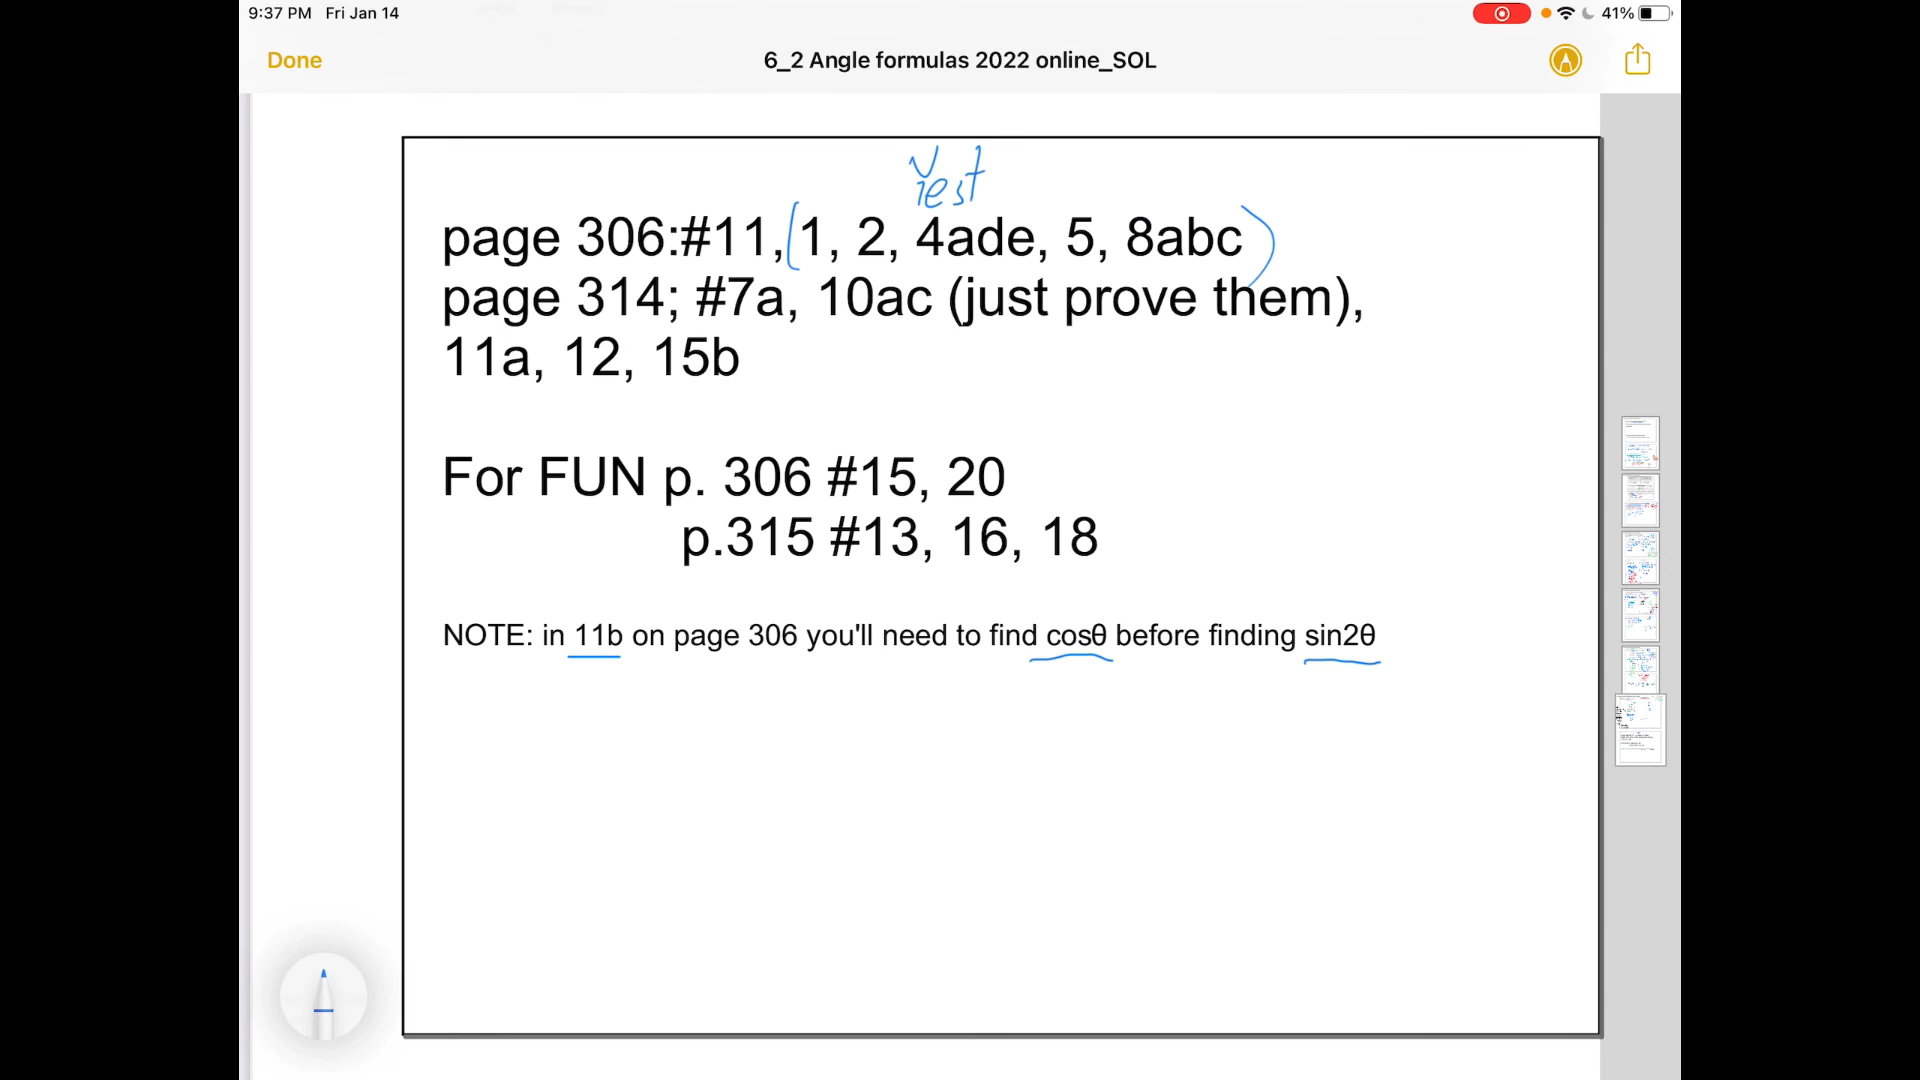 9:37 PM Fri Jan 14
41%
Done
6_2 Angle formulas 2022 online_SOL
page 306:#11, (1, 2, 4ade, 5, 8abc)
page 314; #7a, 10ac (just prove them),
11a, 12, 15b
For FUN p. 306 #15, 20
p.315 #13, 16, 18
NOTE: in 11b on page 306 you'll need to find cosθ before finding sin2θ